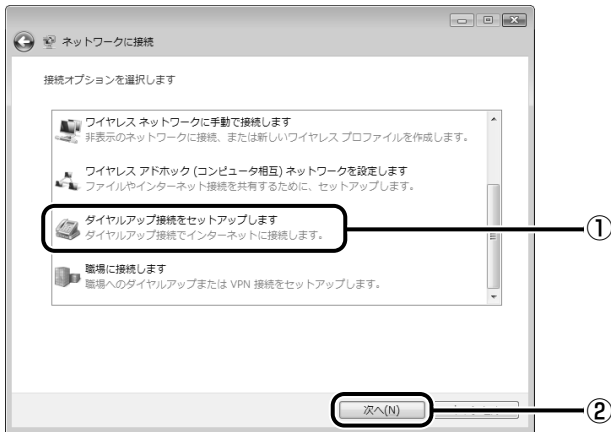 ネットワークに接続
接続オプションを選択します
ワイヤレス ネットワークに手動で接続します
非表示のネットワークに接続、または新しいワイヤレス プロファイルを作成します。
ワイヤレス アドホック (コンピュータ相互) ネットワークを設定します
ファイルやインターネット接続を共有するために、セットアップします。
ダイヤルアップ接続をセットアップします
ダイヤルアップ接続でインターネットに接続します。
①
職場に接続します
職場へのダイヤルアップまたは VPN 接続をセットアップします。
次へ(N)
②